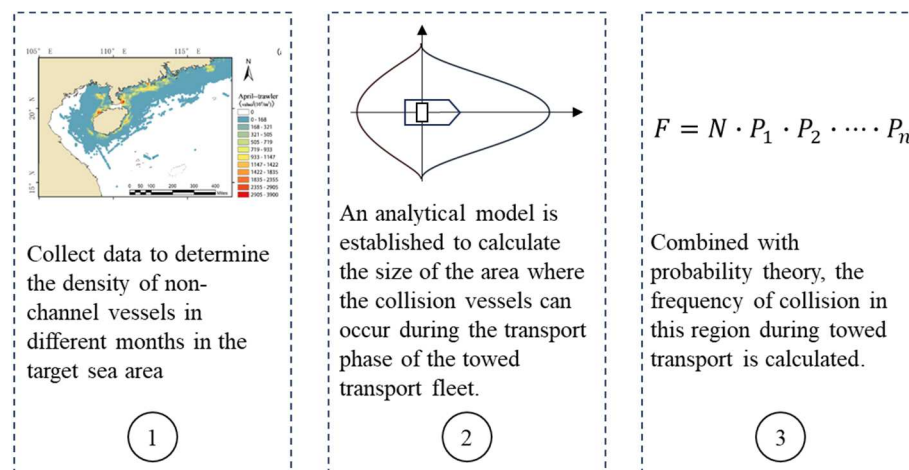 105° E 110° E 115° E
N
April-trawler
20° N
15° N
0
0 - 168
168 - 321
321 - 505
505 - 719
719 - 933
933 - 1147
1147 - 1422
1422 - 1835
1835 - 2355
2355 - 2905
2905 - 3900
Collect data to determine
the density of non-
channel vessels in
different months in the
target sea area
1
An analytical model is
established to calculate
the size of the area where
the collision vessels can
occur during the transport
phase of the towed
transport fleet.
2
F = N · P₁ · P₂ · ⋯ · Pₙ
Combined with
probability theory, the
frequency of collision in
this region during towed
transport is calculated.
3